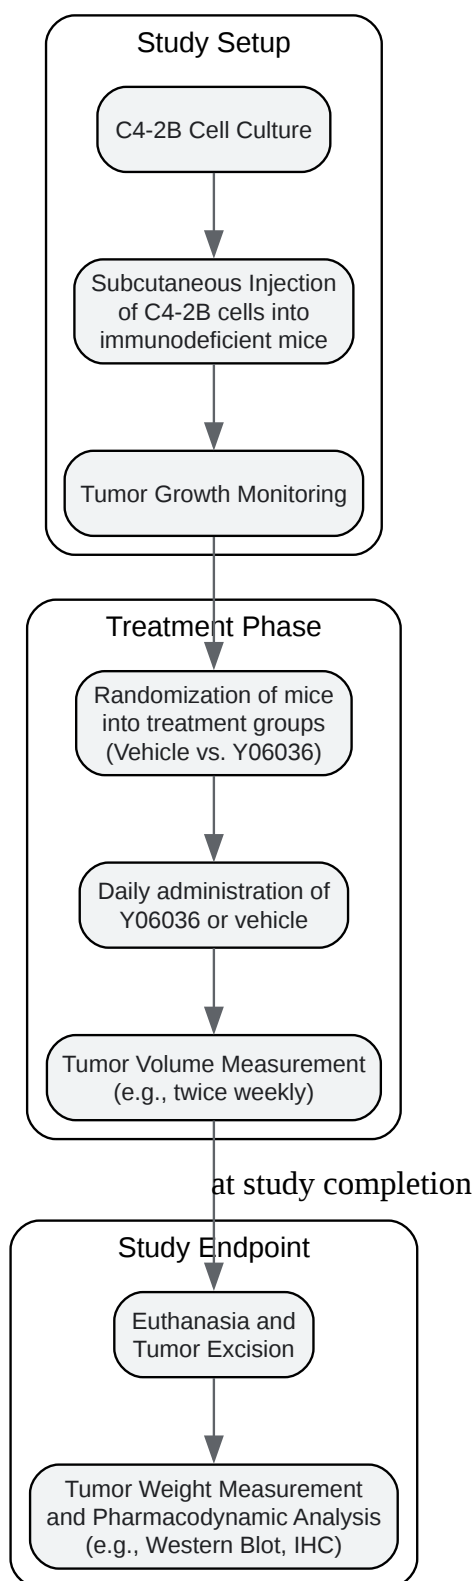 Study Setup
C4-2B Cell Culture
Subcutaneous Injection
of C4-2B cells into
immunodeficient mice
Tumor Growth Monitoring
Treatment Phase
Randomization of mice
into treatment groups
(Vehicle vs. Y06036)
Daily administration of
Y06036 or vehicle
Tumor Volume Measurement
(e.g., twice weekly)
at study completion
Study Endpoint
Euthanasia and
Tumor Excision
Tumor Weight Measurement
and Pharmacodynamic Analysis
(e.g., Western Blot, IHC)